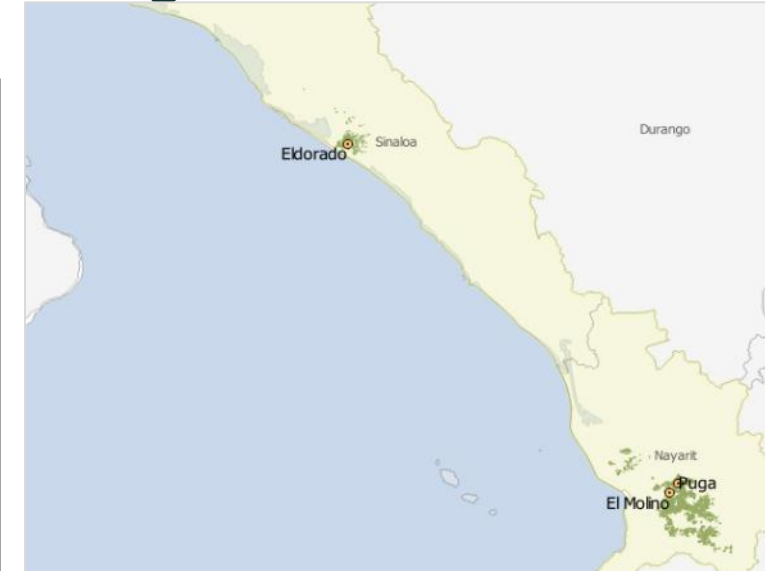 Durango
Sinaloa
Eldorado
Nayarit
Puga
El Molino